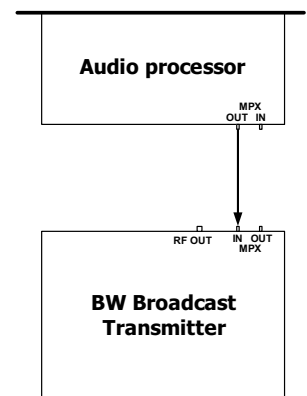 Audio processor
MPX
OUT IN
RF OUT IN OUT
MPX
BW Broadcast
Transmitter